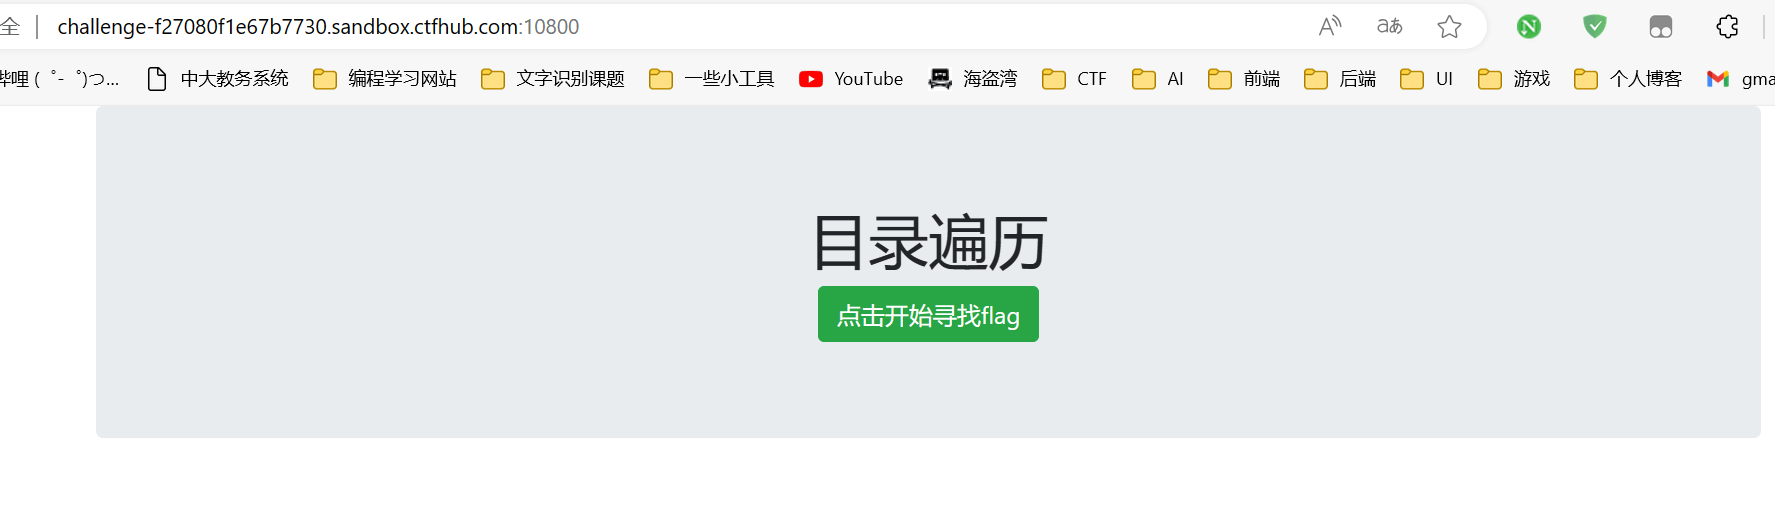 全 challenge-f27080f1e67b7730.sandbox.ctfhub.com:10800 A aあ
哔哩 ( ゜- ゜)つ... 中大教务系统 编程学习网站 文字识别课题 一些小工具 YouTube 海盗湾 CTF AI 前端 后端 UI 游戏 个人博客 gma
目录遍历
点击开始寻找flag